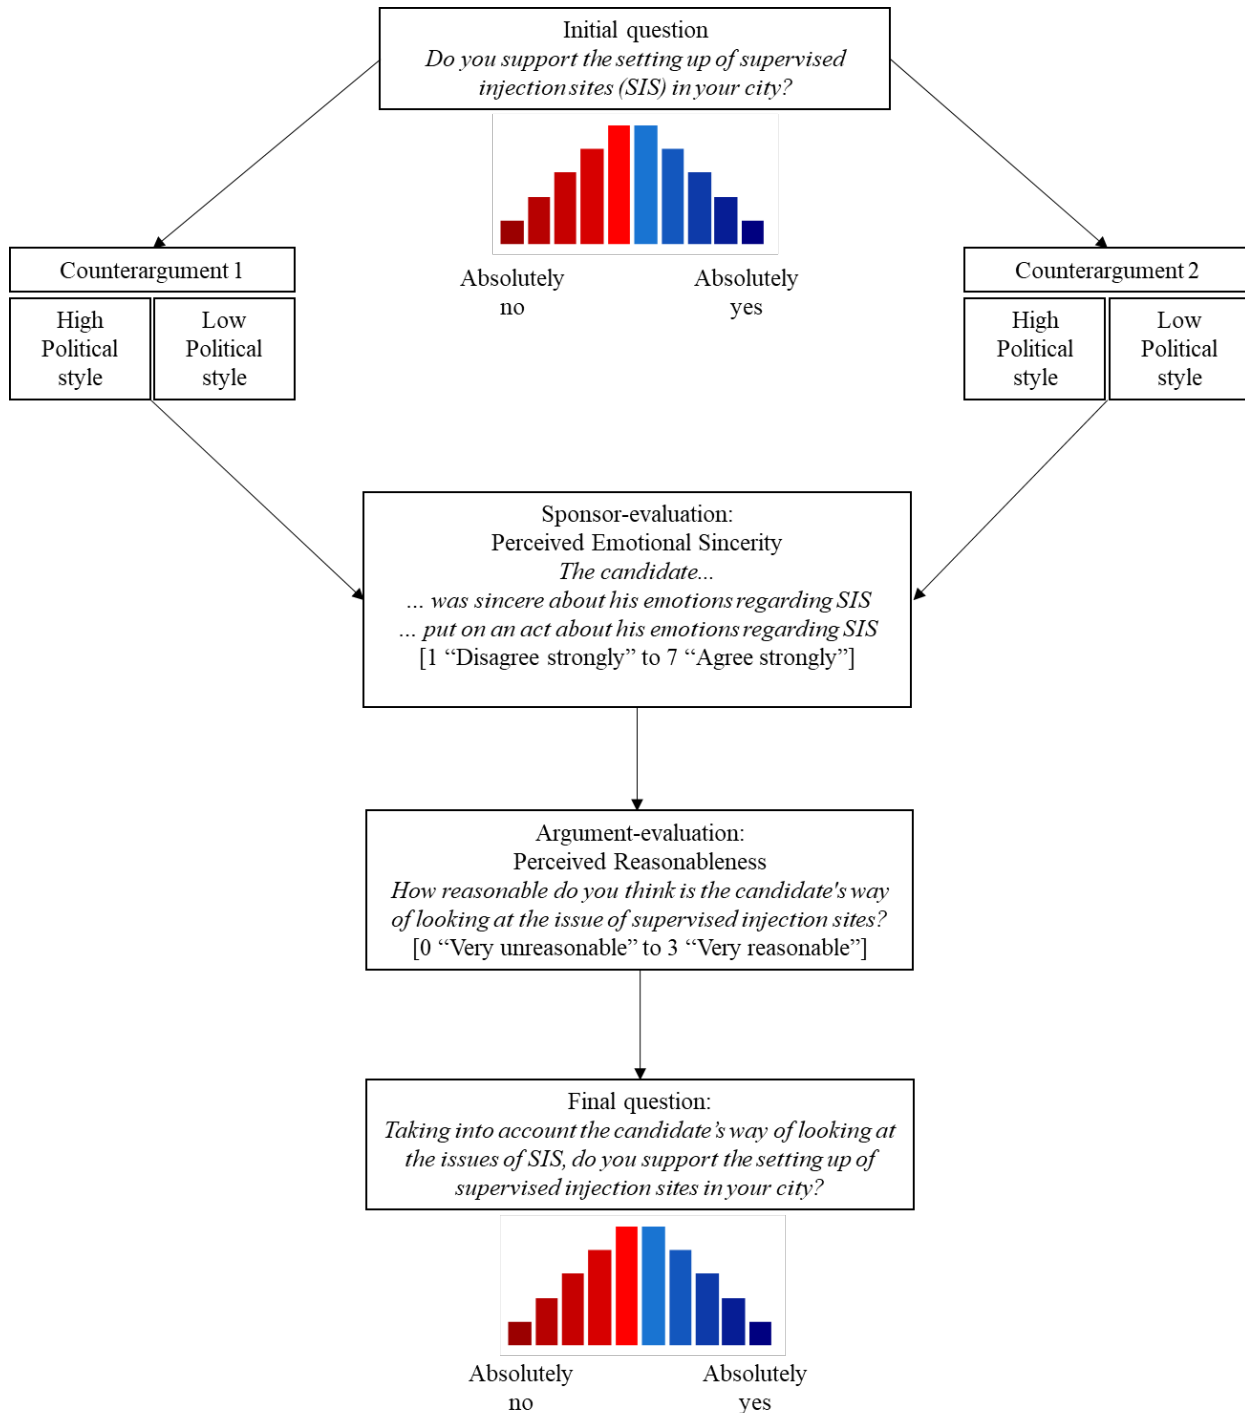 Initial question
Do you support the setting up of supervised
injection sites (SIS) in your city?
Absolutely
no
Absolutely
yes
Counterargument 1
High
Political
style
Low
Political
style
Counterargument 2
High
Political
style
Low
Political
style
Sponsor-evaluation:
Perceived Emotional Sincerity
The candidate...
... was sincere about his emotions regarding SIS
... put on an act about his emotions regarding SIS
[1 “Disagree strongly” to 7 “Agree strongly”]
Argument-evaluation:
Perceived Reasonableness
How reasonable do you think is the candidate's way
of looking at the issue of supervised injection sites?
[0 “Very unreasonable” to 3 “Very reasonable”]
Final question:
Taking into account the candidate’s way of looking at
the issues of SIS, do you support the setting up of
supervised injection sites in your city?
Absolutely
no
Absolutely
yes